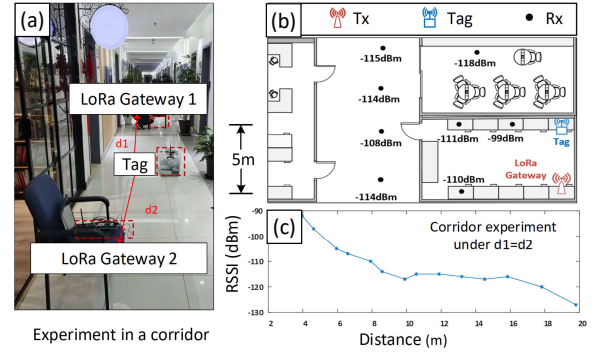 (a)
LoRa Gateway 1
d1
Tag
d2
LoRa Gateway 2
5m
Experiment in a corridor
(b)
Tx
Tag
Rx
-115dBm
-118dBm
-114dBm
-108dBm
-111dBm
-99dBm
Tag
-110dBm
LoRa
Gateway
-114dBm
(c)
Corridor experiment
under d1=d2
RSSI (dBm)
-90
-100
-110
-120
-130
2 4 6 8 10 12 14 16 18 20
Distance (m)